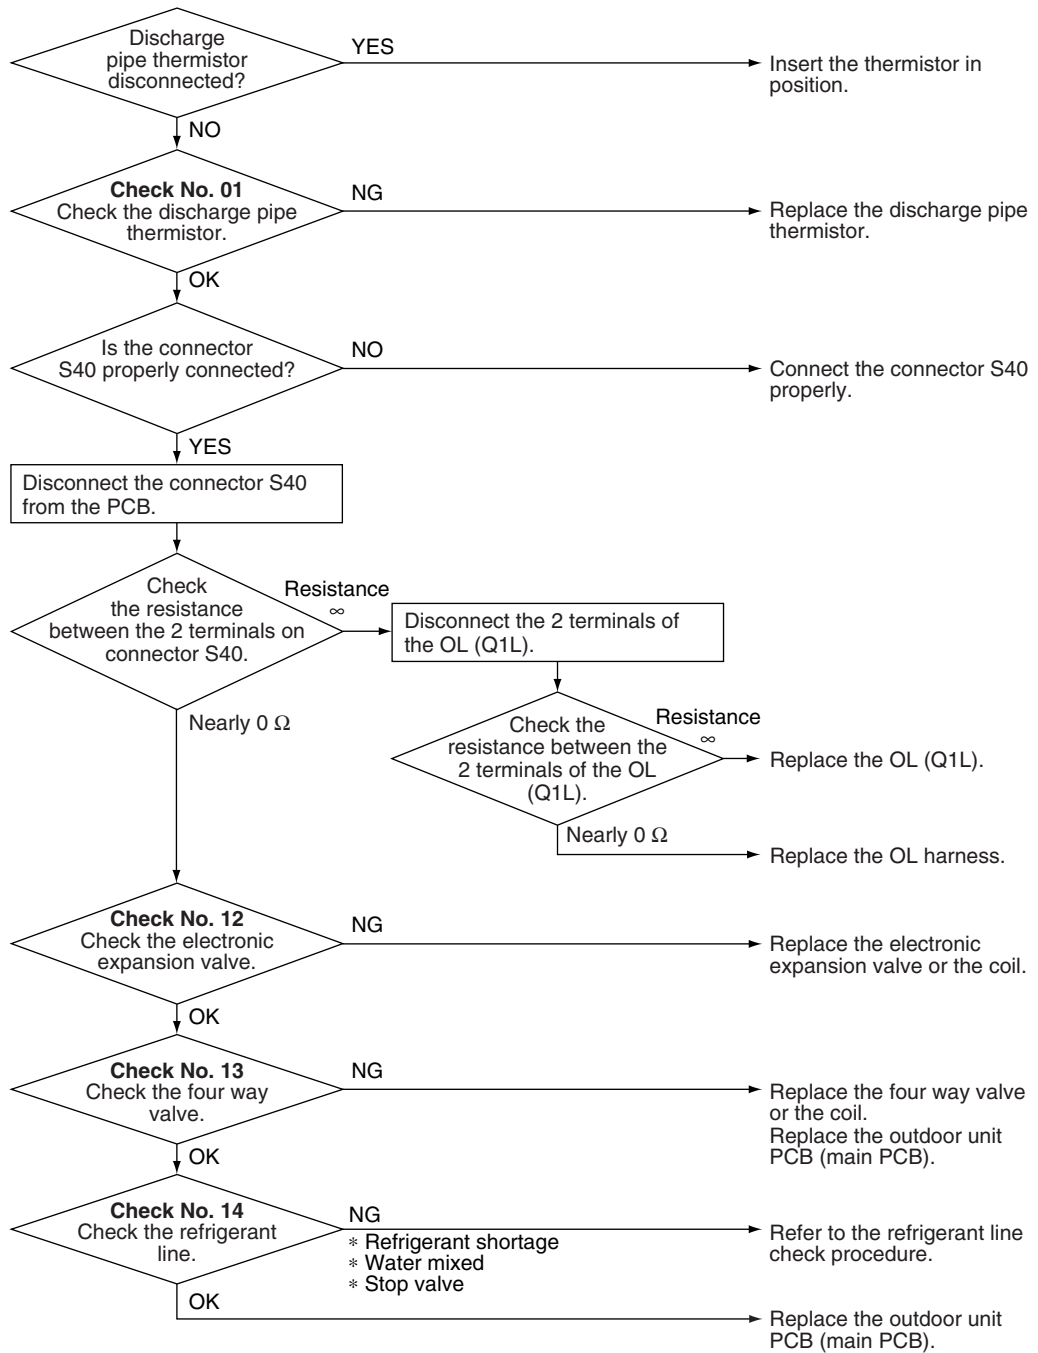 Discharge
pipe thermistor
disconnected?
YES
Insert the thermistor in
position.
NO
Check No. 01
Check the discharge pipe
thermistor.
NG
Replace the discharge pipe
thermistor.
OK
Is the connector
S40 properly connected?
NO
Connect the connector S40
properly.
YES
Disconnect the connector S40
from the PCB.
Check
the resistance
between the 2 terminals on
connector S40.
Resistance
∞
Disconnect the 2 terminals of
the OL (Q1L).
Nearly 0 Ω
Check the
resistance between the
2 terminals of the OL
(Q1L).
Resistance
∞
Replace the OL (Q1L).
Nearly 0 Ω
Replace the OL harness.
Check No. 12
Check the electronic
expansion valve.
NG
Replace the electronic
expansion valve or the coil.
OK
Check No. 13
Check the four way
valve.
NG
Replace the four way valve
or the coil.
Replace the outdoor unit
PCB (main PCB).
OK
Check No. 14
Check the refrigerant
line.
NG
∗ Refrigerant shortage
∗ Water mixed
∗ Stop valve
Refer to the refrigerant line
check procedure.
OK
Replace the outdoor unit
PCB (main PCB).